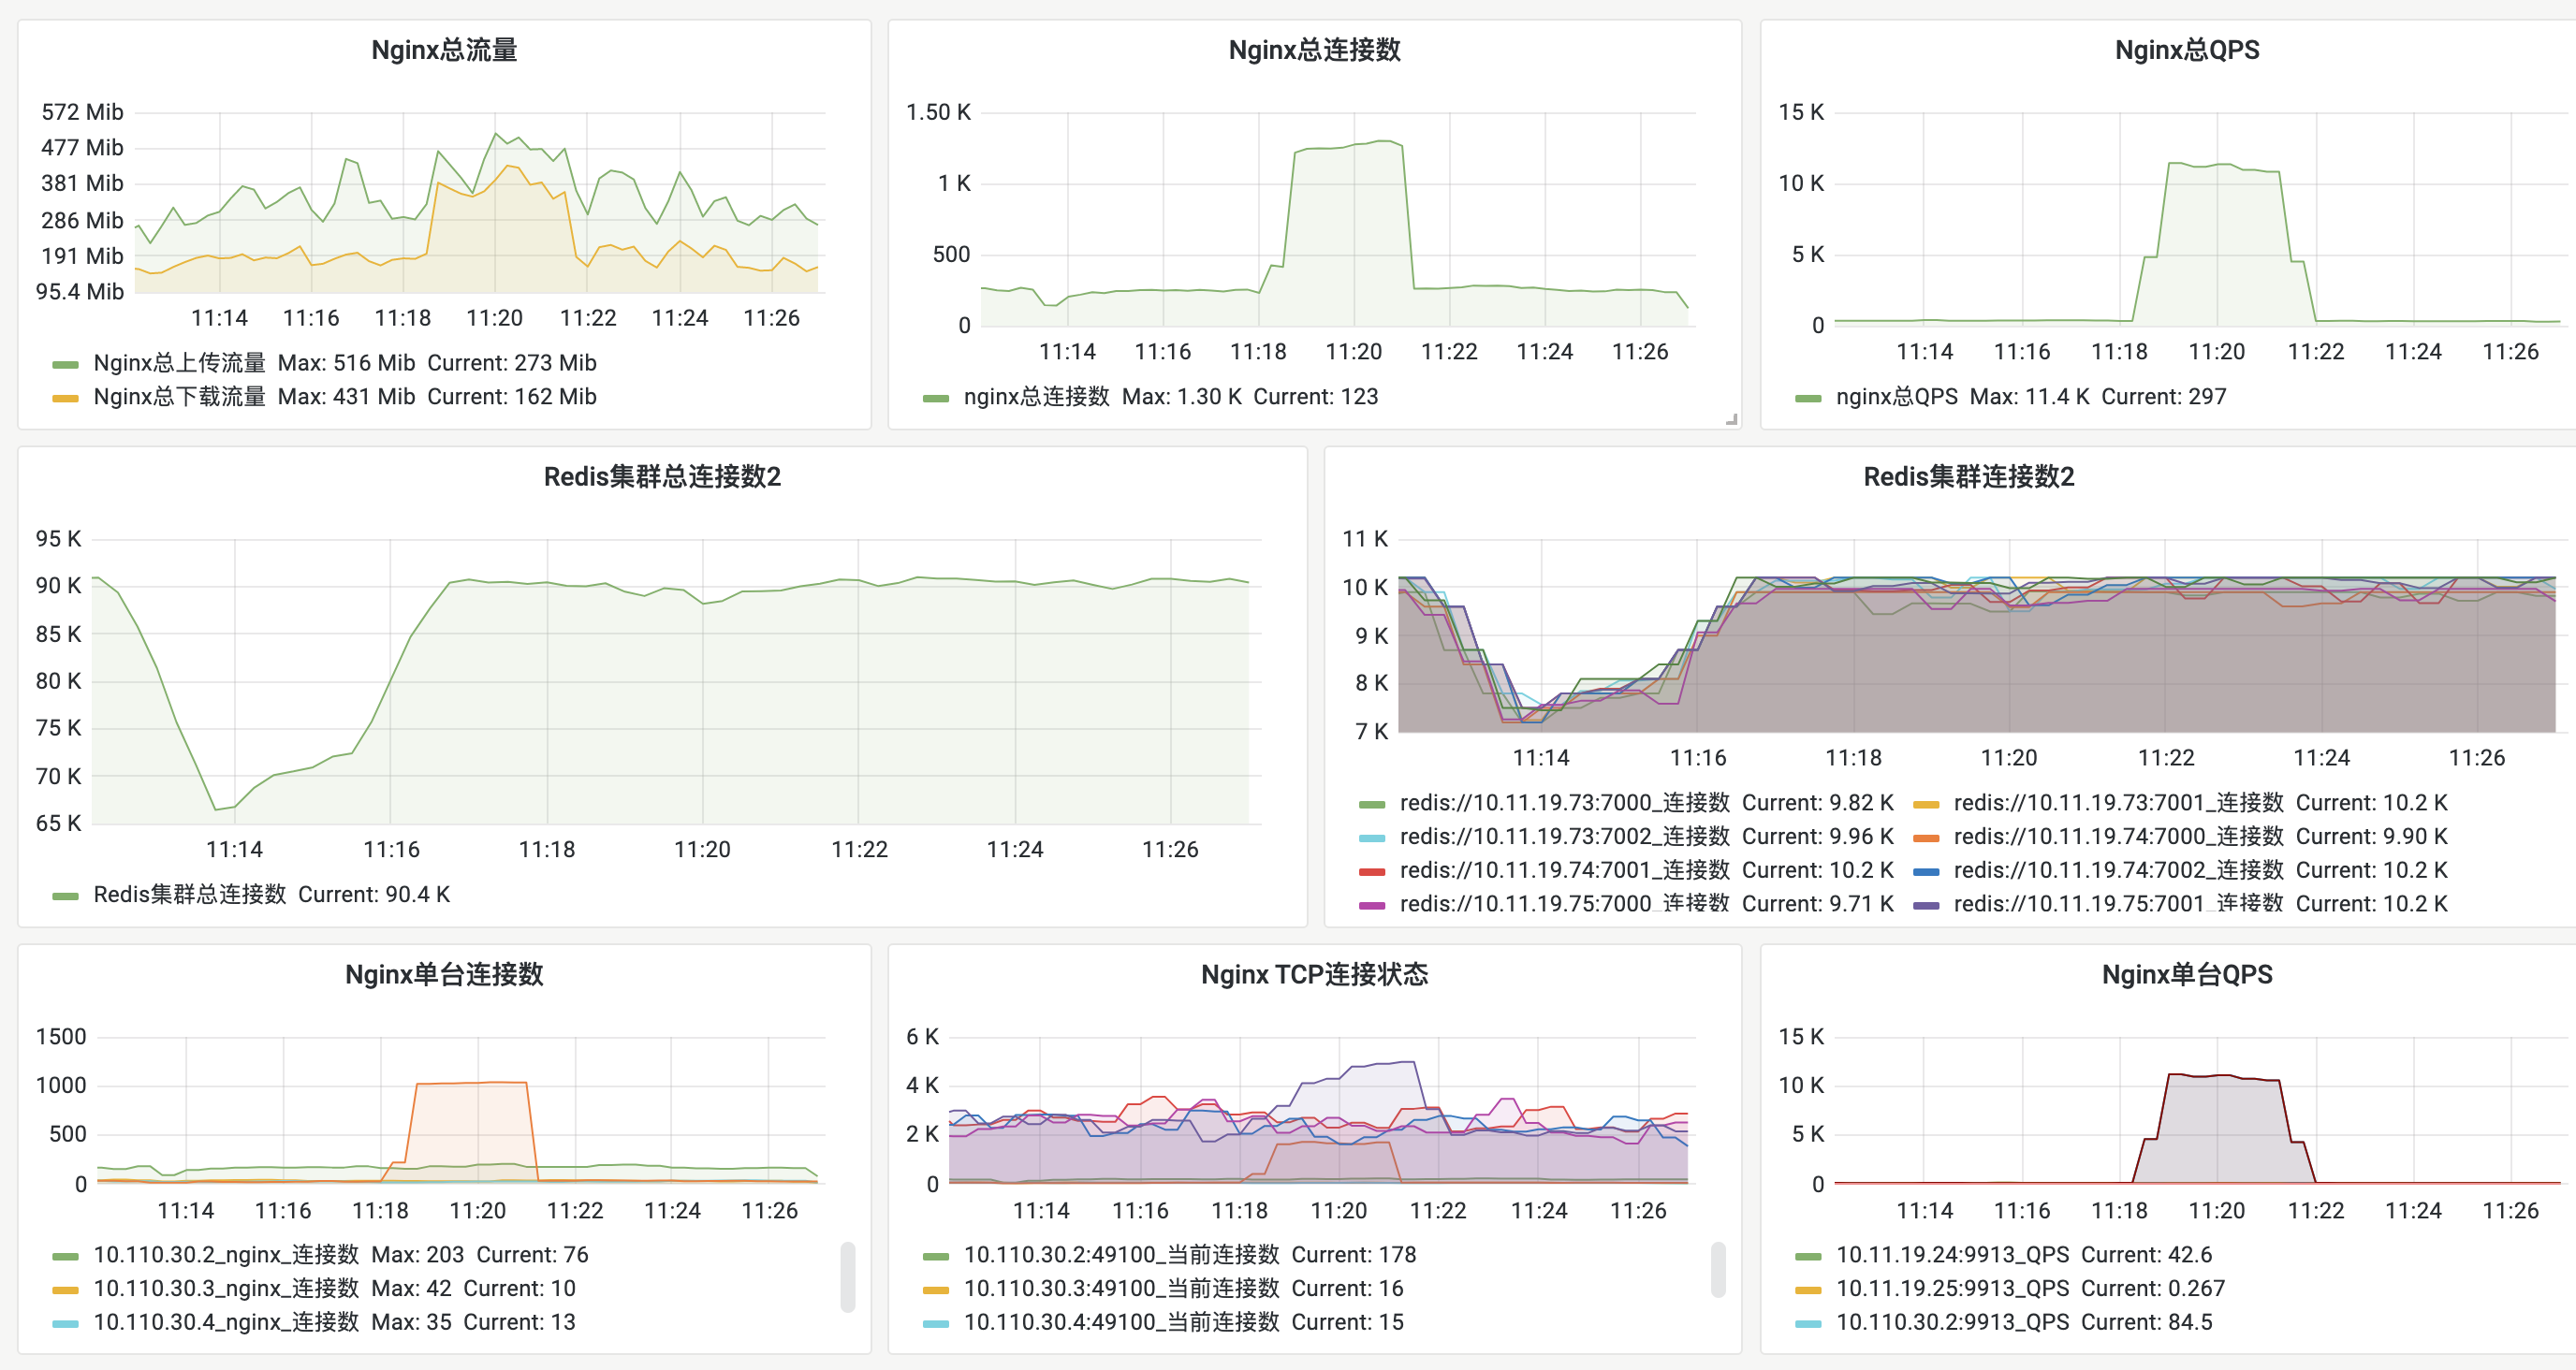 Nginx总流量
572 Mib
477 Mib
381 Mib
286 Mib
191 Mib
95.4 Mib
11:14 11:16 11:18 11:20 11:22 11:24 11:26
Nginx总上传流量 Max: 516 Mib Current: 273 Mib
Nginx总下载流量 Max: 431 Mib Current: 162 Mib
Nginx总连接数
1.50 K
1 K
500
0
11:14 11:16 11:18 11:20 11:22 11:24 11:26
nginx总连接数 Max: 1.30 K Current: 123
Nginx总QPS
15 K
10 K
5 K
0
11:14 11:16 11:18 11:20 11:22 11:24 11:26
nginx总QPS Max: 11.4 K Current: 297
Redis集群总连接数2
95 K
90 K
85 K
80 K
75 K
70 K
65 K
11:14 11:16 11:18 11:20 11:22 11:24 11:26
Redis集群总连接数 Current: 90.4 K
Redis集群连接数2
11 K
10 K
9 K
8 K
7 K
11:14 11:16 11:18 11:20 11:22 11:24 11:26
redis://10.11.19.73:7000_连接数 Current: 9.82 K redis://10.11.19.73:7001_连接数 Current: 10.2 K
redis://10.11.19.73:7002_连接数 Current: 9.96 K redis://10.11.19.74:7000_连接数 Current: 9.90 K
redis://10.11.19.74:7001_连接数 Current: 10.2 K redis://10.11.19.74:7002_连接数 Current: 10.2 K
redis://10.11.19.75:7000_连接数 Current: 9.71 K redis://10.11.19.75:7001_连接数 Current: 10.2 K
Nginx单台连接数
1500
1000
500
0
11:14 11:16 11:18 11:20 11:22 11:24 11:26
10.110.30.2_nginx_连接数 Max: 203 Current: 76
10.110.30.3_nginx_连接数 Max: 42 Current: 10
10.110.30.4_nginx_连接数 Max: 35 Current: 13
Nginx TCP连接状态
6 K
4 K
2 K
0
11:14 11:16 11:18 11:20 11:22 11:24 11:26
10.110.30.2:49100_当前连接数 Current: 178
10.110.30.3:49100_当前连接数 Current: 16
10.110.30.4:49100_当前连接数 Current: 15
Nginx单台QPS
15 K
10 K
5 K
0
11:14 11:16 11:18 11:20 11:22 11:24 11:26
10.11.19.24:9913_QPS Current: 42.6
10.11.19.25:9913_QPS Current: 0.267
10.110.30.2:9913_QPS Current: 84.5